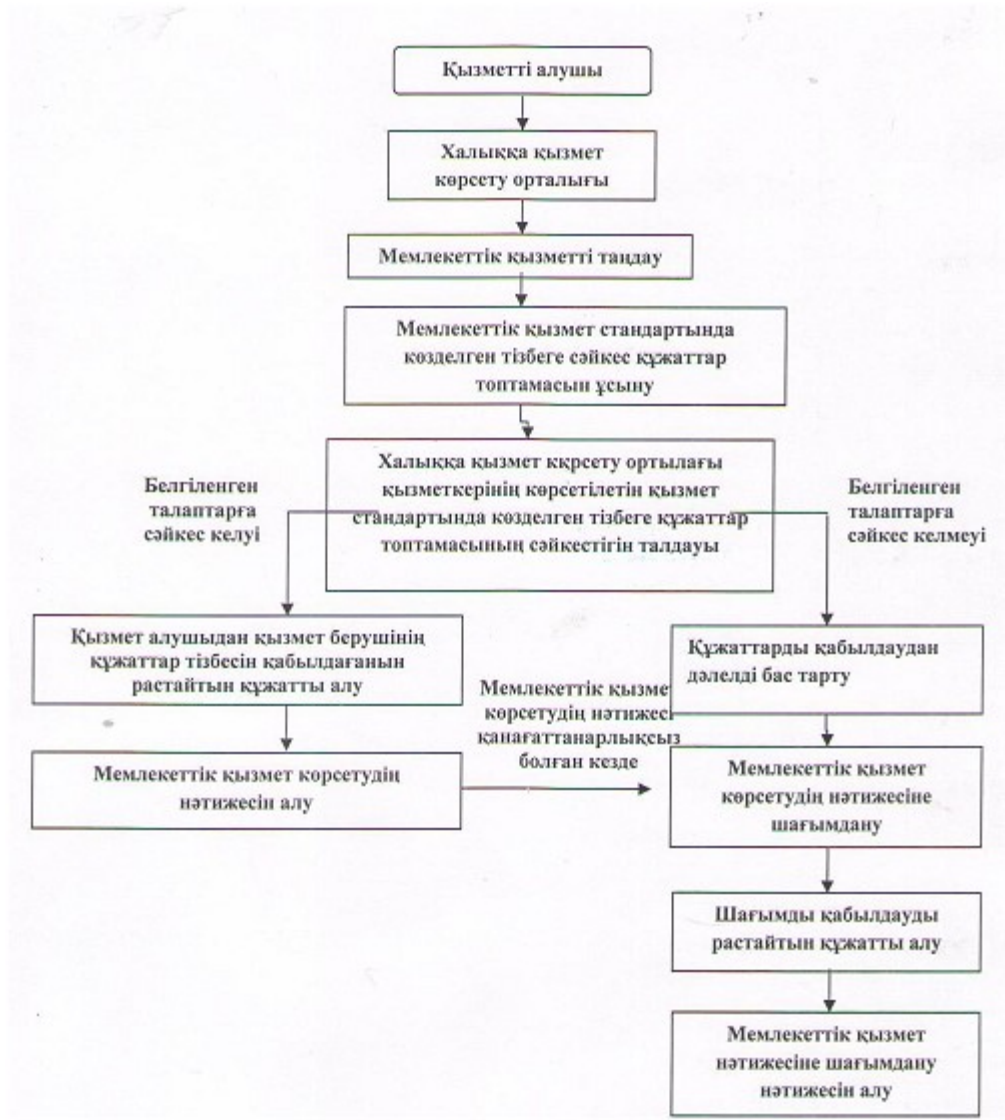 Қызметті алушы
Халыққа қызмет
көрсету орталығы
Мемлекеттік қызметті таңдау
Мемлекеттік қызмет стандартында
көзделген тізбеге сәйкес құжаттар
топтамасын ұсыну
Халыққа қызмет ккрсету ортылағы
қызметкерінің көрсетілетін қызмет
стандартында көзделген тізбеге құжаттар
топтамасының сәйкестігін талдауы
Белгіленген
талаптарға
сәйкес келуі
Белгіленген
талаптарға
сәйкес келмеуі
Қызмет алушыдан қызмет берушінің
құжаттар тізбесін қабылдағанын
растайтын құжатты алу
Құжаттарды қабылдаудан
дәлелді бас тарту
Мемлекеттік қызмет
көрсетудің нәтижесі
қанағаттанарлықсыз
болған кезде
Мемлекеттік қызмет көрсетудің
нәтижесін алу
Мемлекеттік қызмет
көрсетудің нәтижесіне
шағымдану
Шағымды қабылдауды
растайтын құжатты алу
Мемлекеттік қызмет
нәтижесіне шағымдану
нәтижесін алу